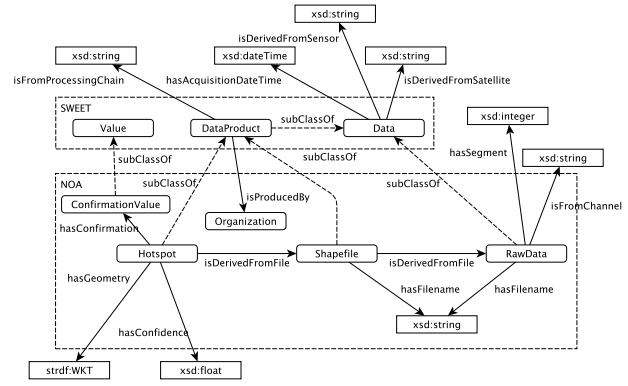 xsd:string
isDerivedFromSensor
xsd:string
xsd:dateTime
xsd:string
isFromProcessingChain
hasAcquisitionDateTime
isDerivedFromSatellite
SWEET
Value
DataProduct
subClassOf
Data
xsd:integer
subClassOf
subClassOf
hasSegment
xsd:string
NOA
subClassOf
subClassOf
ConfirmationValue
isProducedBy
isFromChannel
Organization
hasConfirmation
Hotspot
isDerivedFromFile
Shapefile
isDerivedFromFile
RawData
hasGeometry
hasFilename
hasFilename
hasConfidence
xsd:string
strdf:WKT
xsd:float